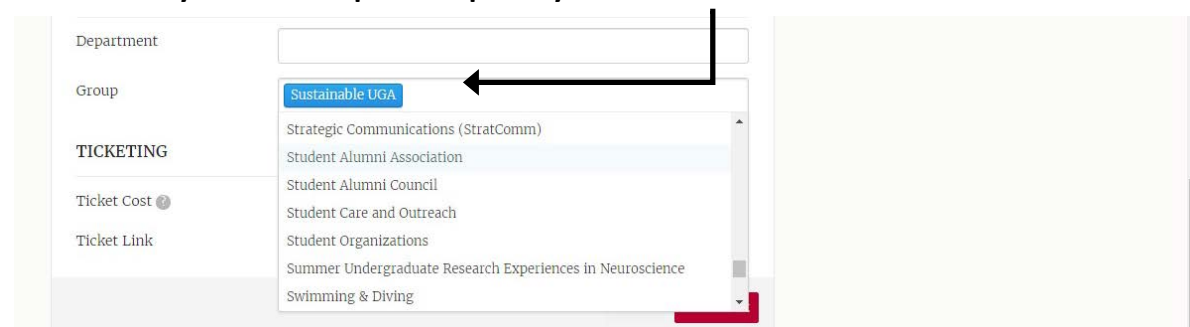 Department
Group
Sustainable UGA
Strategic Communications (StratComm)
Student Alumni Association
Student Alumni Council
Student Care and Outreach
Student Organizations
Summer Undergraduate Research Experiences in Neuroscience
Swimming & Diving
TICKETING
Ticket Cost ?
Ticket Link